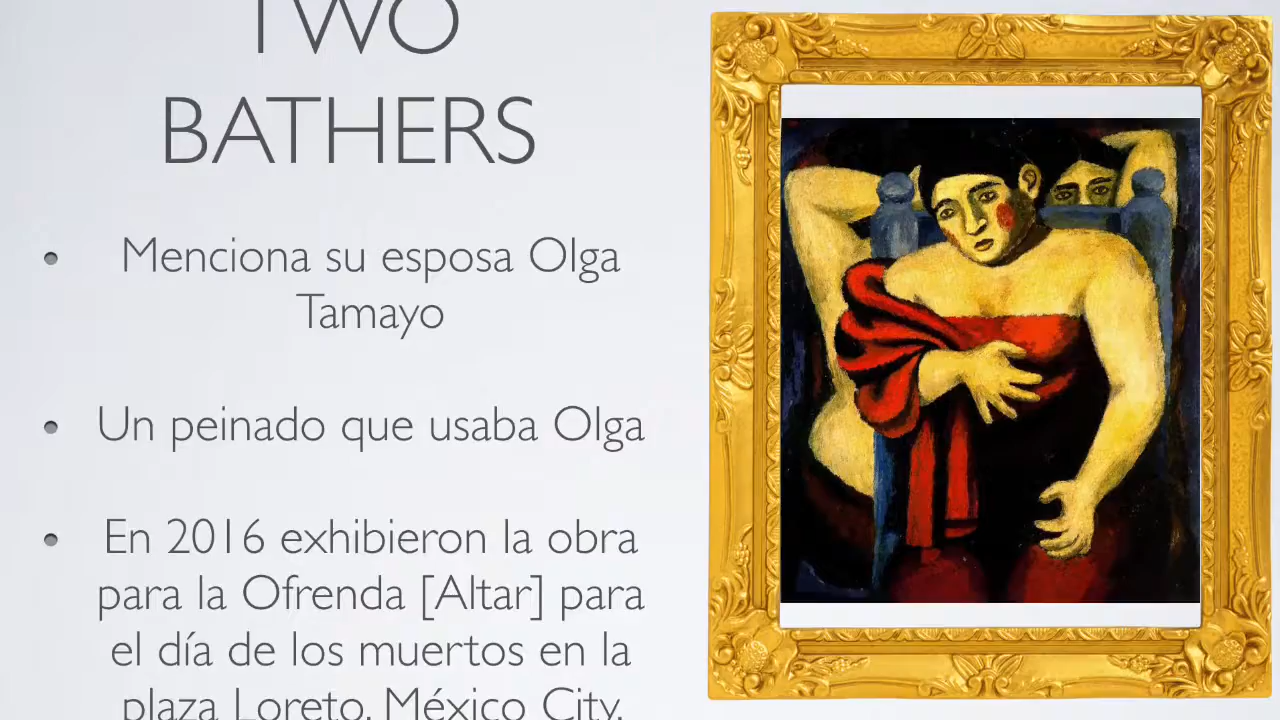 TWO
BATHERS
• Menciona su esposa Olga
Tamayo
• Un peinado que usaba Olga
• En 2016 exhibieron la obra
para la Ofrenda [Altar] para
el día de los muertos en la
plaza Loreto, México City.